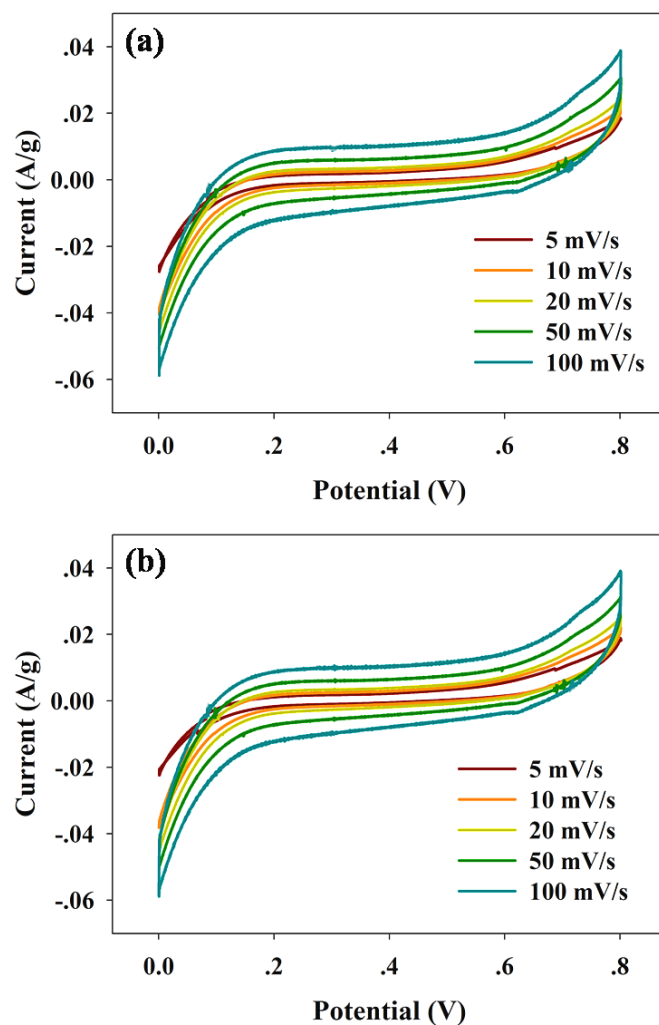 (a)
.04
.02
0.00
-.02
-.04
-.06
Current (A/g)
5 mV/s
10 mV/s
20 mV/s
50 mV/s
100 mV/s
0.0 .2 .4 .6 .8
Potential (V)
(b)
.04
.02
0.00
-.02
-.04
-.06
Current (A/g)
5 mV/s
10 mV/s
20 mV/s
50 mV/s
100 mV/s
0.0 .2 .4 .6 .8
Potential (V)